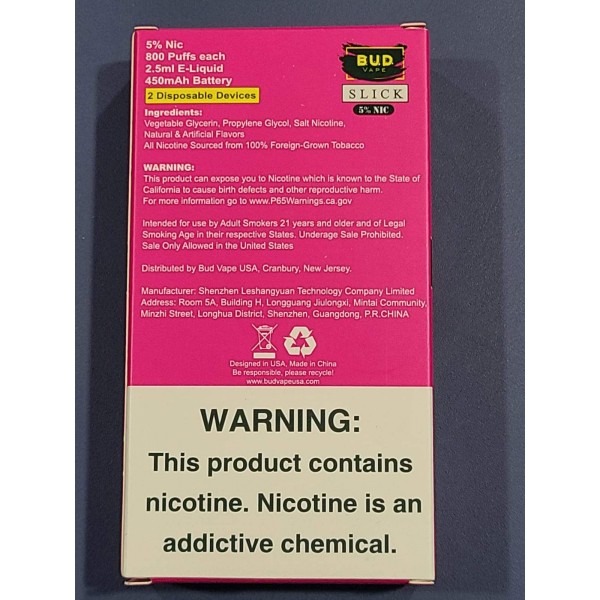 5% Nic
800 Puffs each
2.5ml E-Liquid
450mAh Battery
2 Disposable Devices
B.U.D.
VAPE
SLICK
5% NIC
Ingredients:
Vegetable Glycerin, Propylene Glycol, Salt Nicotine,
Natural & Artificial Flavors
All Nicotine Sourced from 100% Foreign-Grown Tobacco
WARNING:
This product can expose you to Nicotine which is known to the State of
California to cause birth defects and other reproductive harm.
For more information go to www.P65Warnings.ca.gov
Intended for use by Adult Smokers 21 years and older and of Legal
Smoking Age in their respective States. Underage Sale Prohibited.
Sale Only Allowed in the United States
Distributed by Bud Vape USA, Cranbury, New Jersey.
Manufacturer: Shenzhen Leshangyuan Technology Company Limited
Address: Room 5A, Building H, Longguang Jiulongxi, Mintai Community,
Minzhi Street, Longhua District, Shenzhen, Guangdong, P.R.CHINA
Designed in USA, Made in China
Be responsible, please recycle!
www.budvapeusa.com
WARNING:
This product contains
nicotine. Nicotine is an
addictive chemical.